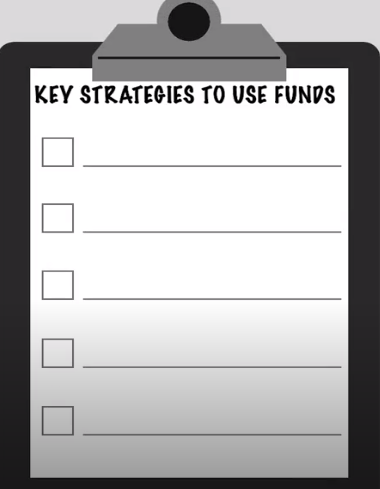 KEY STRATEGIES TO USE FUNDS